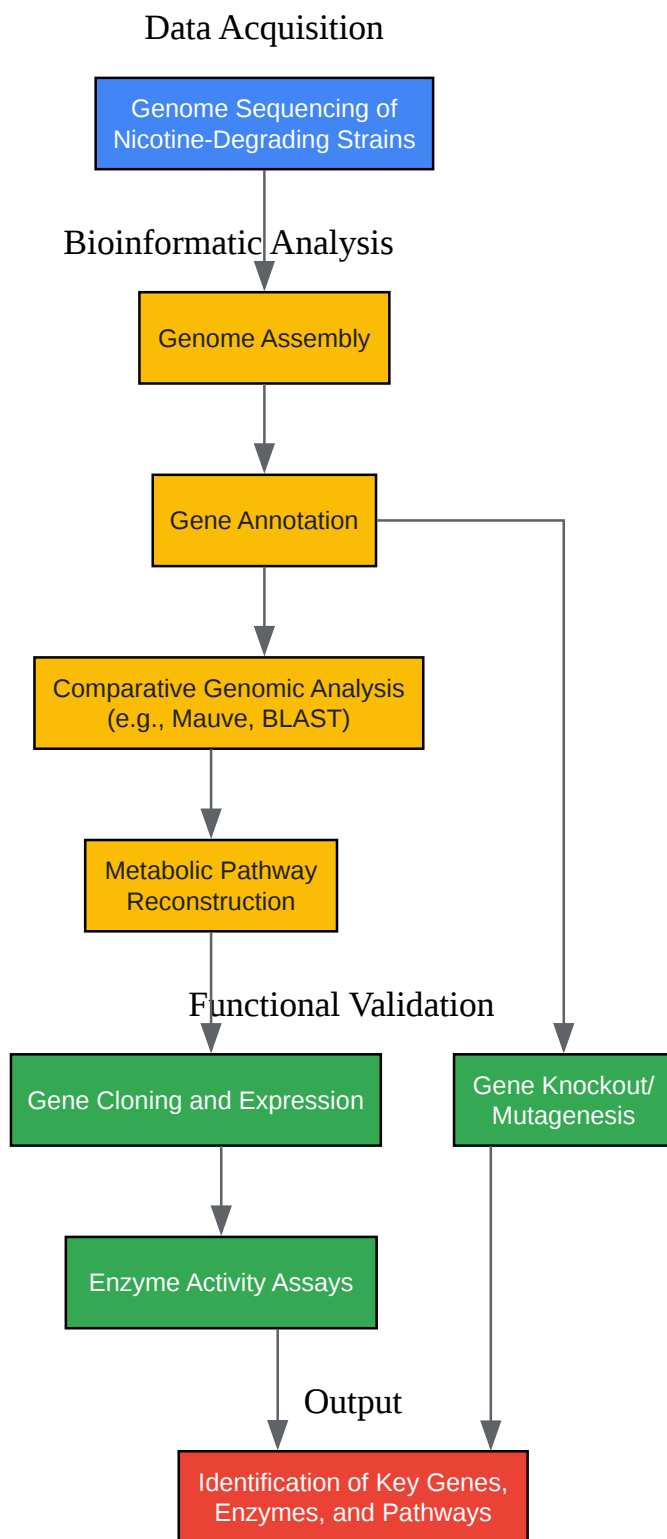 Data Acquisition
Genome Sequencing of
Nicotine-Degrading Strains
Bioinformatic Analysis
Genome Assembly
Gene Annotation
Comparative Genomic Analysis
(e.g., Mauve, BLAST)
Metabolic Pathway
Reconstruction
Functional Validation
Gene Cloning and Expression
Gene Knockout/
Mutagenesis
Enzyme Activity Assays
Output
Identification of Key Genes,
Enzymes, and Pathways